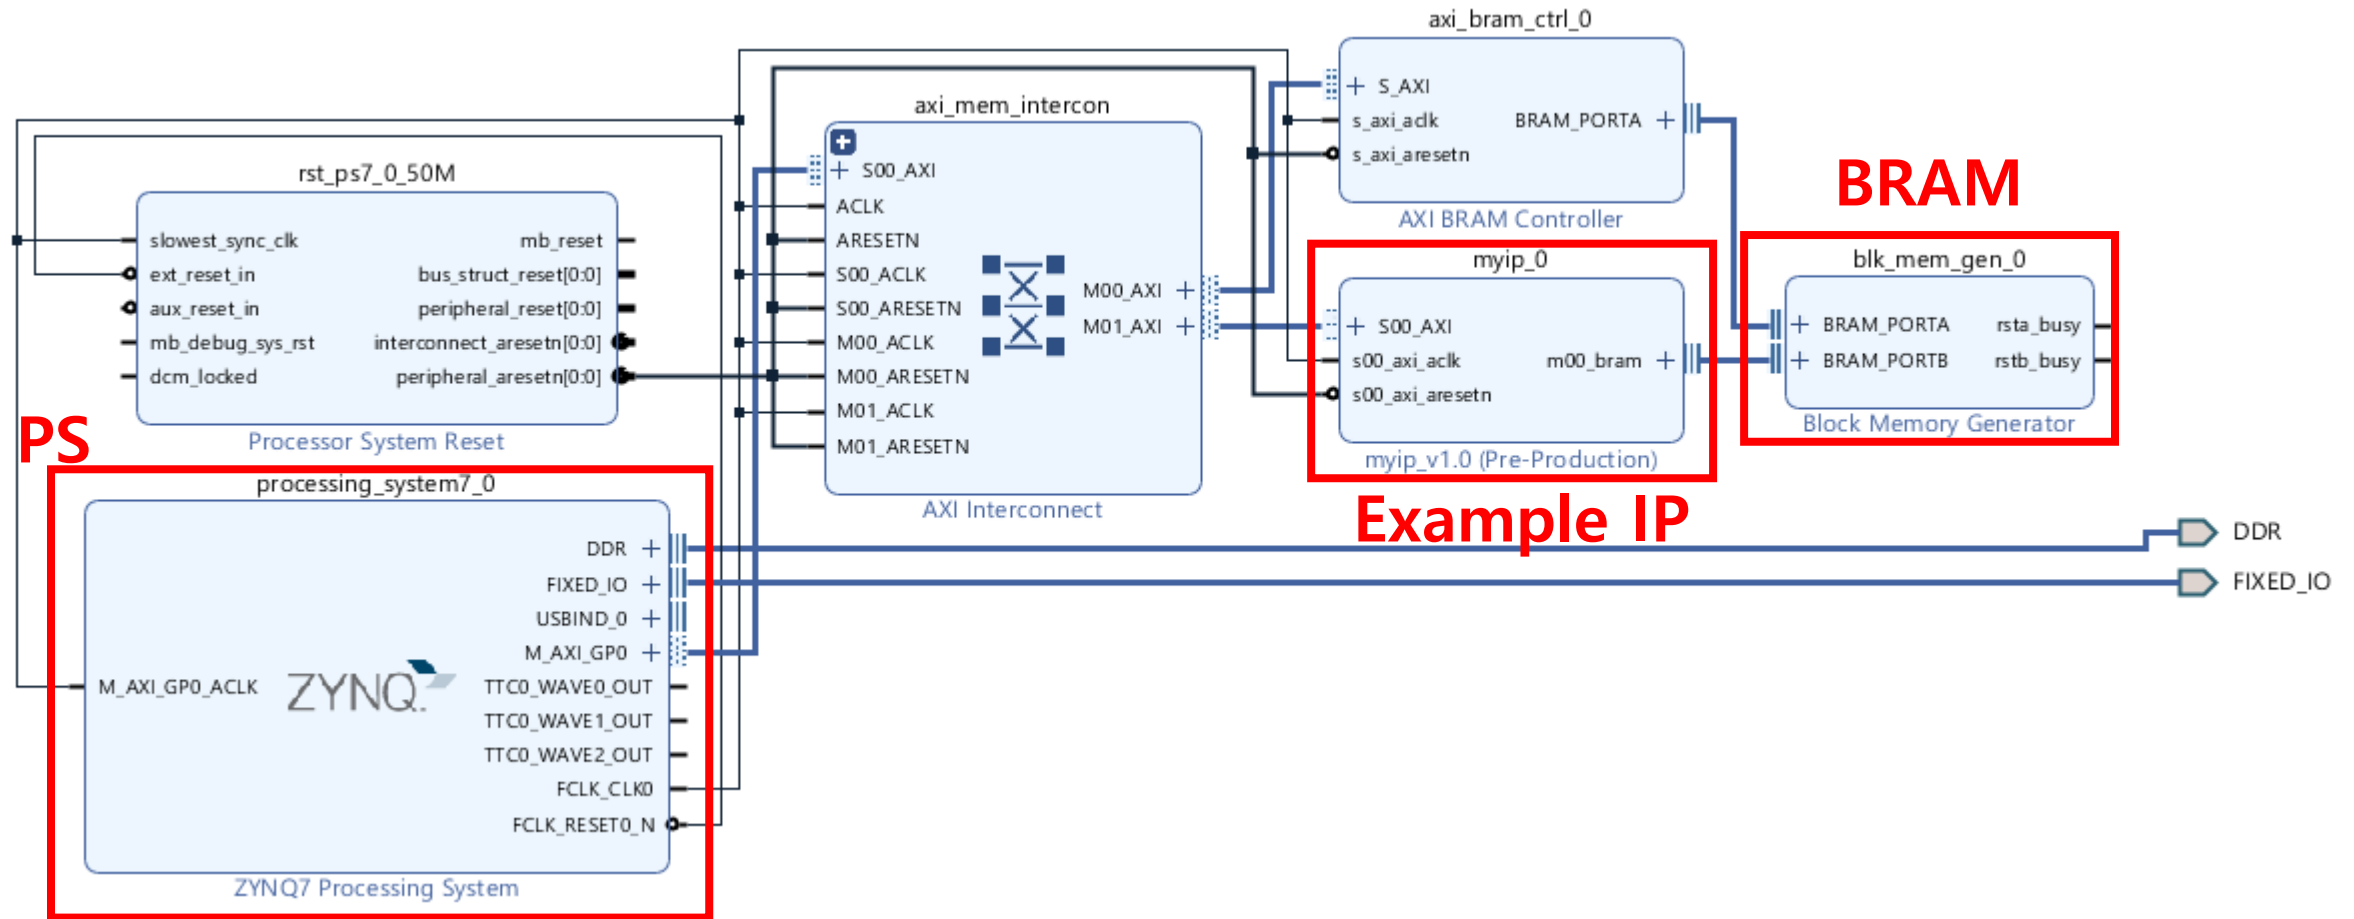 axi_bram_ctrl_0
S_AXI
s_axi_aclk
s_axi_aresetn
BRAM_PORTA
AXI BRAM Controller
axi_mem_intercon
S00_AXI
ACLK
ARESETN
S00_ACLK
S00_ARESETN
M00_ACLK
M00_ARESETN
M01_ACLK
M01_ARESETN
M00_AXI
M01_AXI
AXI Interconnect
rst_ps7_0_50M
slowest_sync_clk
ext_reset_in
aux_reset_in
mb_debug_sys_rst
dcm_locked
mb_reset
bus_struct_reset[0:0]
peripheral_reset[0:0]
interconnect_aresetn[0:0]
peripheral_aresetn[0:0]
Processor System Reset
BRAM
myip_0
S00_AXI
s00_axi_aclk
s00_axi_aresetn
m00_bram
myip_v1.0 (Pre-Production)
Example IP
blk_mem_gen_0
BRAM_PORTA
BRAM_PORTB
rsta_busy
rstb_busy
Block Memory Generator
PS
processing_system7_0
M_AXI_GP0_ACLK
ZYNQ.
DDR
FIXED_IO
USBIND_0
M_AXI_GP0
TTC0_WAVE0_OUT
TTC0_WAVE1_OUT
TTC0_WAVE2_OUT
FCLK_CLK0
FCLK_RESET0_N
ZYNQ7 Processing System
DDR
FIXED_IO